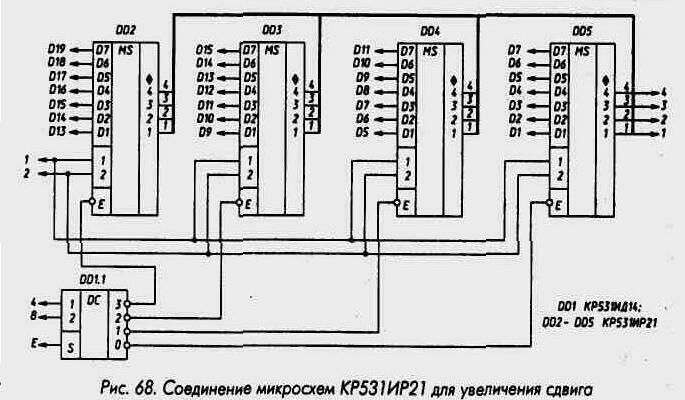 DD2
DD3
DD4
DD5
D19 D7 MS
D18 D6
D17 D5
D16 D4 4 4
D15 D3 3 3
D14 D2 2 2
D13 D1 1 1
1 1
2 2
E
D15 D7 MS
D14 D6
D13 D5
D12 D4 4 4
D11 D3 3 3
D10 D2 2 2
D9 D1 1 1
1
2
E
D11 D7 MS
D10 D6
D9 D5
D8 D4 4 4
D7 D3 3 3
D6 D2 2 2
D5 D1 1 1
1
2
E
D7 D7 MS
D6 D6
D5 D5
D4 D4 4 4 4
D3 D3 3 3 3
D2 D2 2 2 2
D1 D1 1 1 1
1
2
E
DD1.1
4 1 DC 3
8 2 2
1
E S 0
DD1 КР531ИД14;
DD2- DD5 КР531ИР21
Рис. 68. Соединение микросхем КР531ИР21 для увеличения сдвига